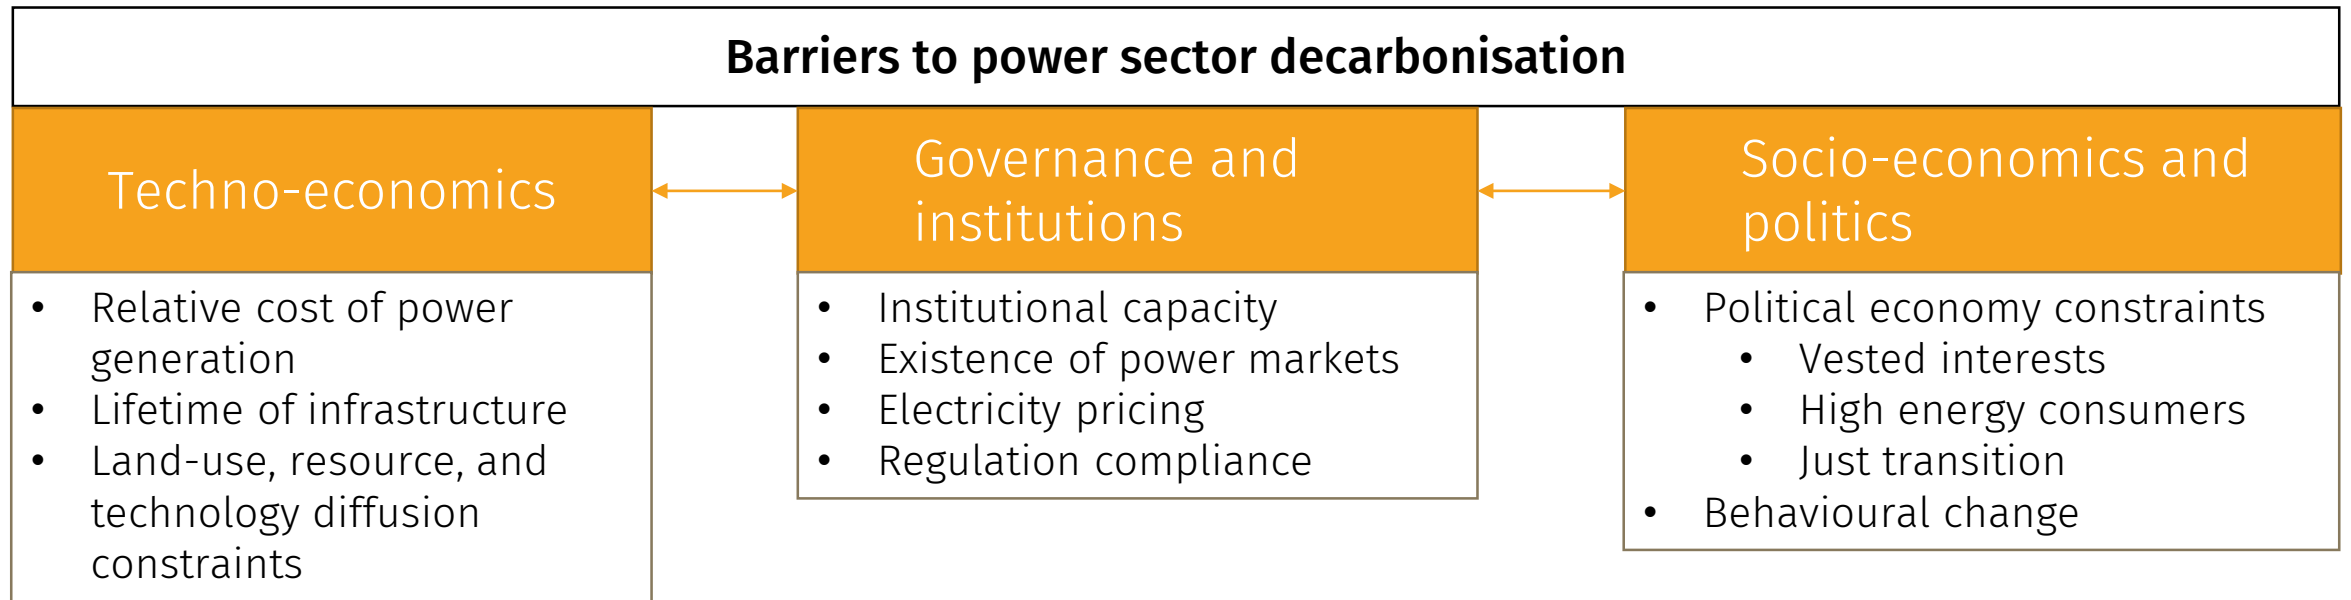 Barriers to power sector decarbonisation
Techno-economics
• Relative cost of power
generation
• Lifetime of infrastructure
• Land-use, resource, and
technology diffusion
constraints
Governance and
institutions
• Institutional capacity
• Existence of power markets
• Electricity pricing
• Regulation compliance
Socio-economics and
politics
• Political economy constraints
• Vested interests
• High energy consumers
• Just transition
• Behavioural change